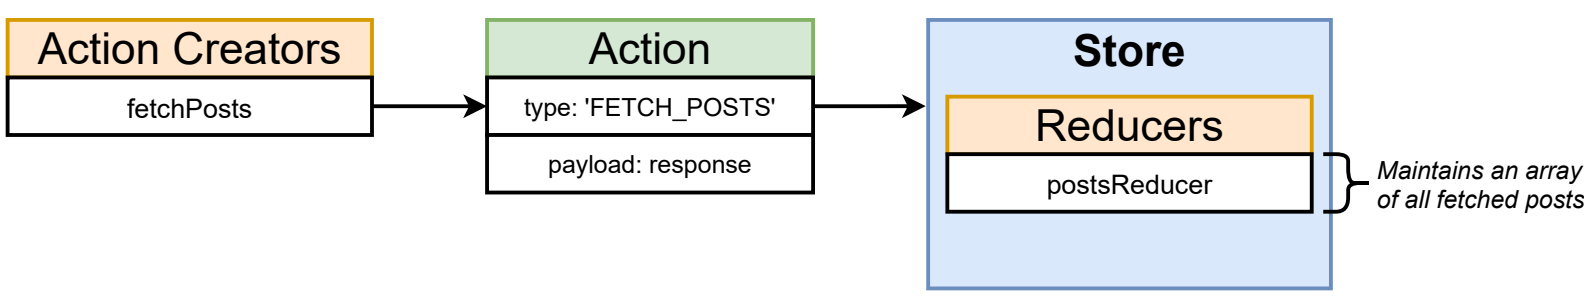 Action Creators
fetchPosts
Action
type: 'FETCH_POSTS'
payload: response
Store
Reducers
postsReducer
Maintains an array
of all fetched posts